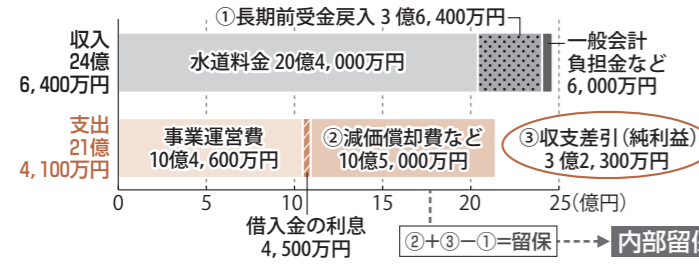 ①長期前受金戻入 3億6,400万円
収入
24億
6,400万円
水道料金 20億4,000万円
一般会計
負担金など
6,000万円
支出
21億
4,100万円
事業運営費
10億4,600万円
②減価償却費など
10億5,000万円
③収支差引(純利益)
3億2,300万円
0 5 10 15 20 25(億円)
借入金の利息
4,500万円
②+③−①=留保
内部留保